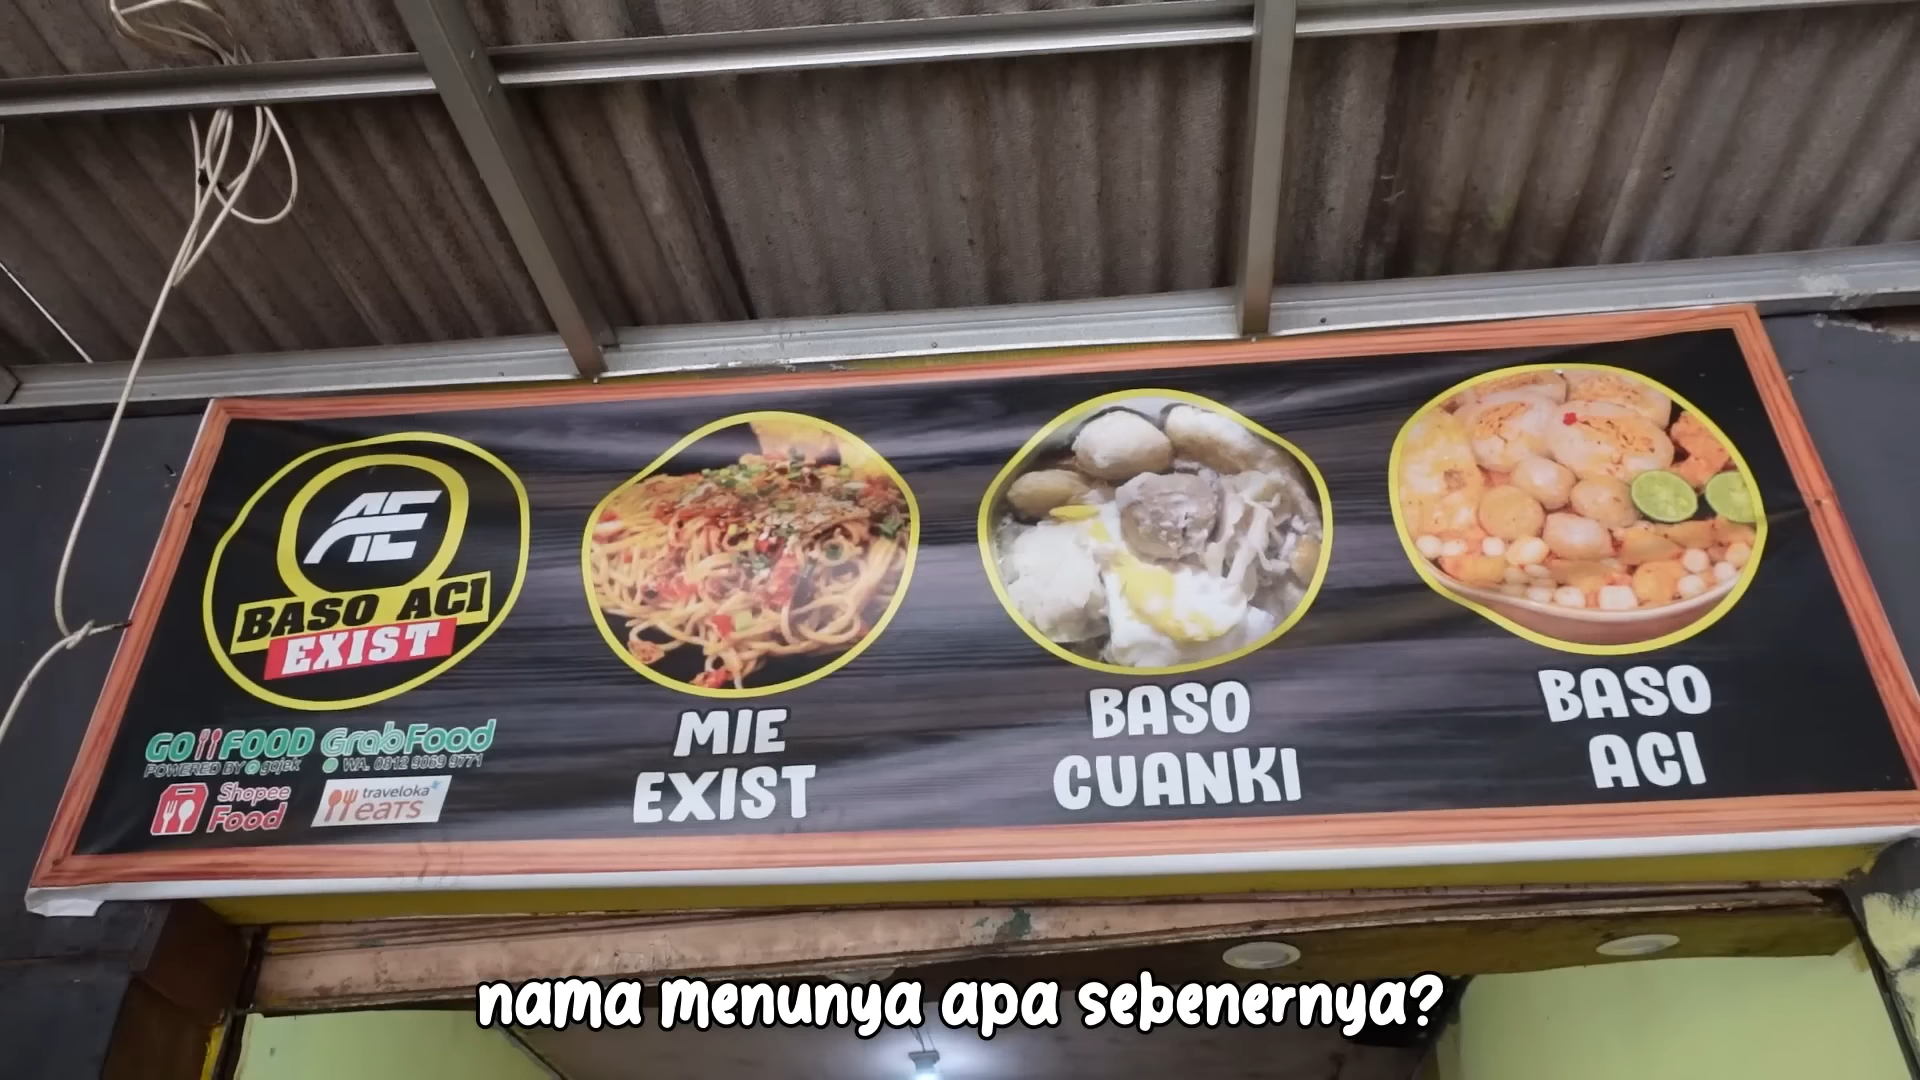 AE
BASO ACI
EXIST
GO FOOD
POWERED BY gojek
GrabFood
WA. 0812 9069 9771
Shopee
Food
traveloka
eats
MIE
EXIST
BASO
CUANKI
BASO
ACI
nama menunya apa sebenernya?